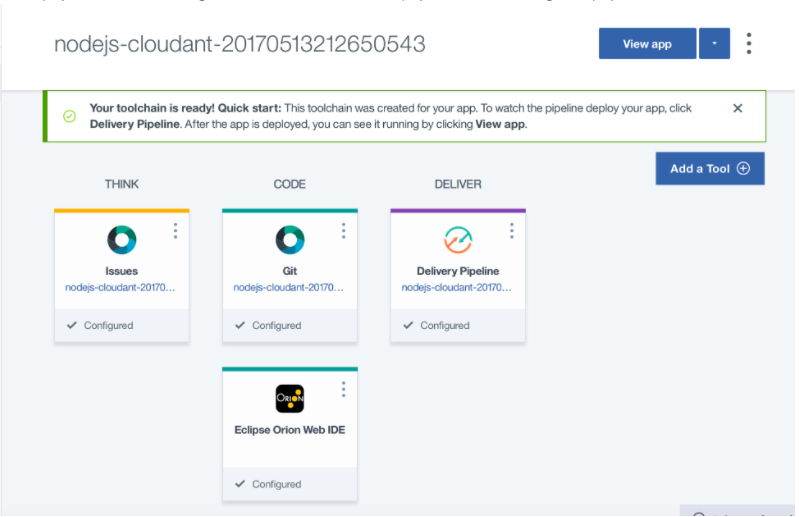 nodejs-cloudant-20170513212650543
View app
Your toolchain is ready! Quick start: This toolchain was created for your app. To watch the pipeline deploy your app, click
Delivery Pipeline. After the app is deployed, you can see it running by clicking View app.
Add a Tool
THINK
CODE
DELIVER
Issues
nodejs-cloudant-20170...
Configured
Git
nodejs-cloudant-20170...
Configured
Delivery Pipeline
nodejs-cloudant-20170...
Configured
ORION
Eclipse Orion Web IDE
Configured